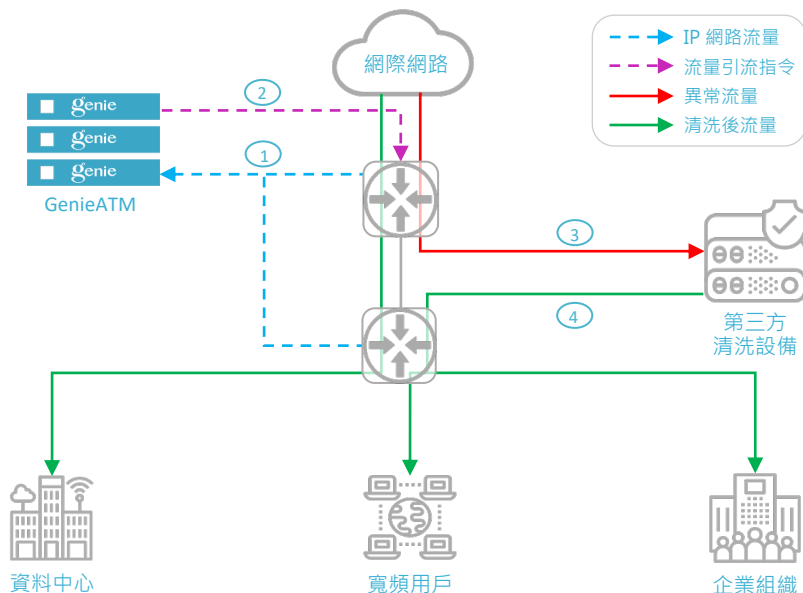 網際網路
IP 網路流量
流量引流指令
異常流量
清洗後流量
2
genie
genie
genie
1
GenieATM
3
4
第三方
清洗設備
資料中心
寬頻用戶
企業組織